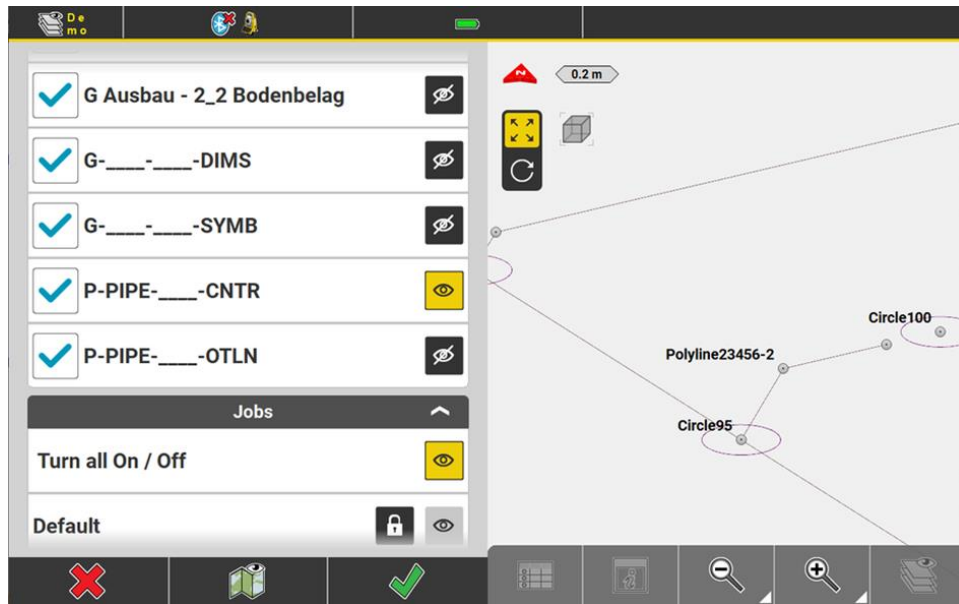 De
mo
0.2 m
G Ausbau - 2_2 Bodenbelag
G-____-____-DIMS
G-____-____-SYMB
P-PIPE-____-CNTR
P-PIPE-____-OTLN
Jobs
Turn all On / Off
Default
N
Circle100
Polyline23456-2
Circle95